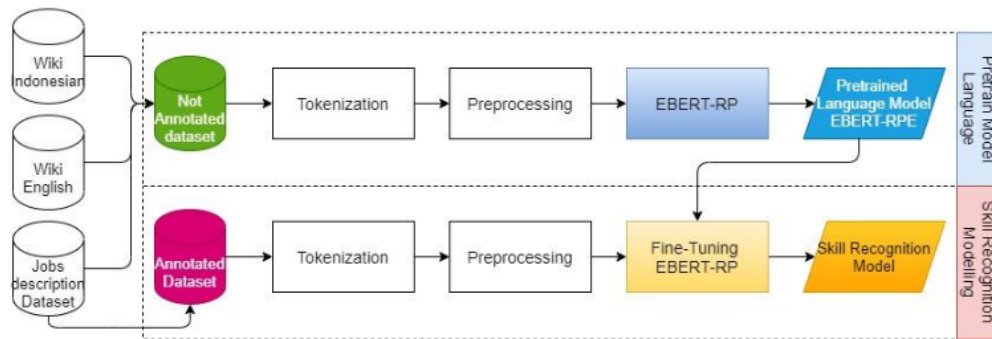 Wiki
Indonesian
Wiki
English
Jobs
description
Dataset
Not
Annotated
dataset
Tokenization
Preprocessing
EBERT-RP
Pretrained
Language Model
EBERT-RPE
Pretrain Model
Language
Annotated
Dataset
Tokenization
Preprocessing
Fine-Tuning
EBERT-RP
Skill Recognition
Model
Skill Recognition
Modelling